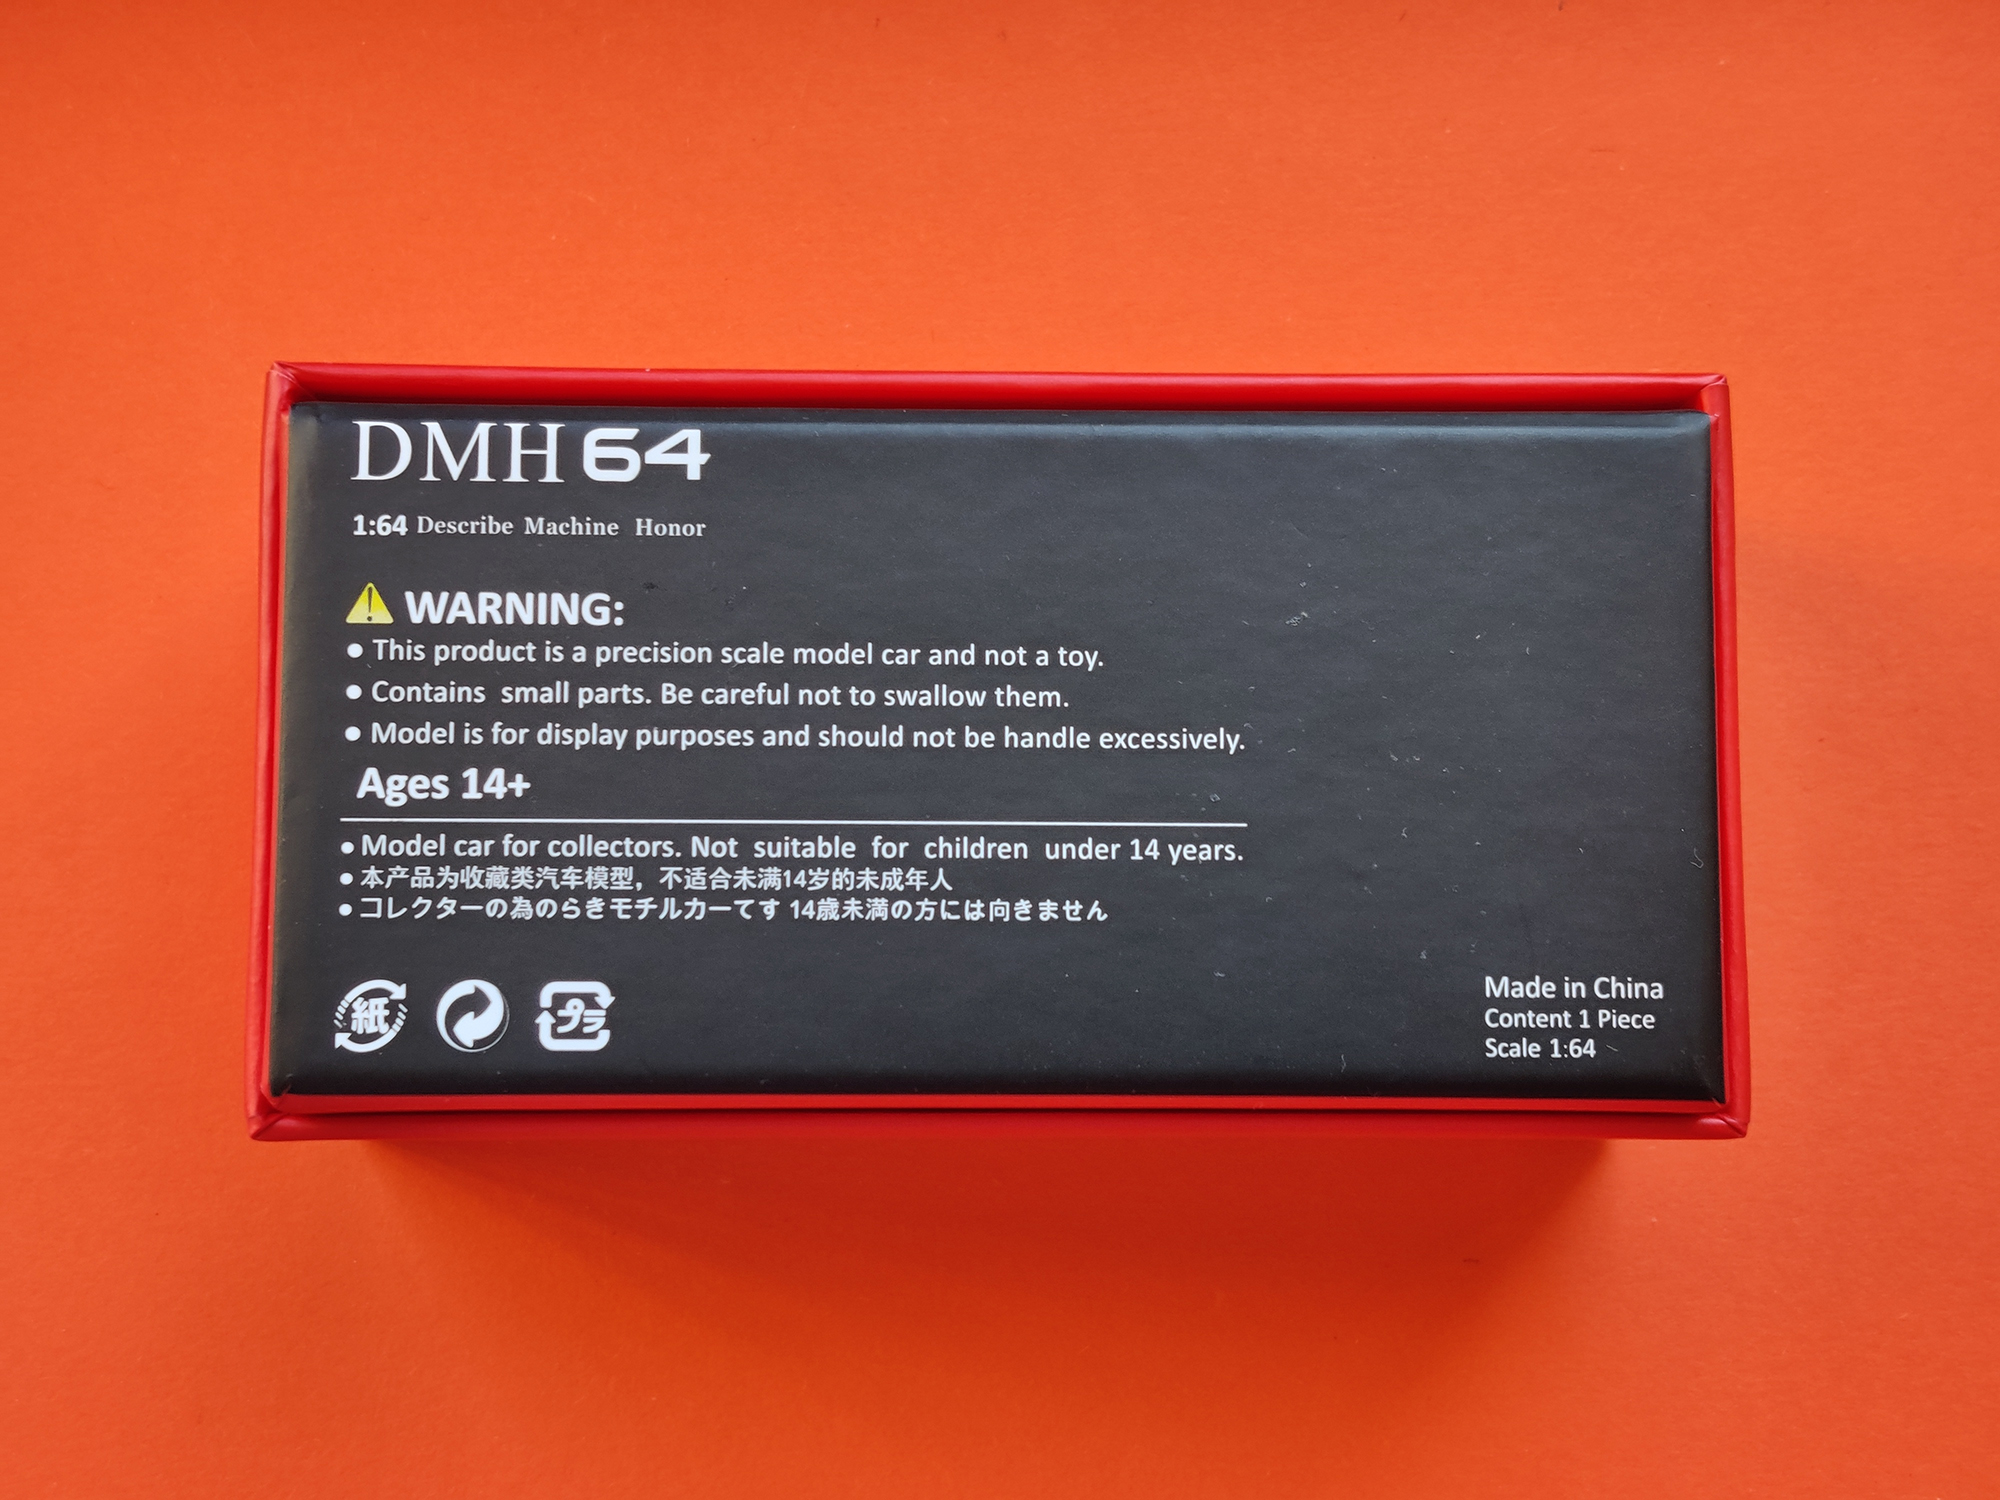 DMH 64
1:64 Describe Machine Honor
WARNING:
● This product is a precision scale model car and not a toy.
● Contains small parts. Be careful not to swallow them.
● Model is for display purposes and should not be handle excessively.
Ages 14+
● Model car for collectors. Not suitable for children under 14 years.
● 本产品为收藏类汽车模型，不适合未满14岁的未成年人
● コレクターの為のらきモチルカーてす 14歳未満の方には向きません
紙
プラ
Made in China
Content 1 Piece
Scale 1:64